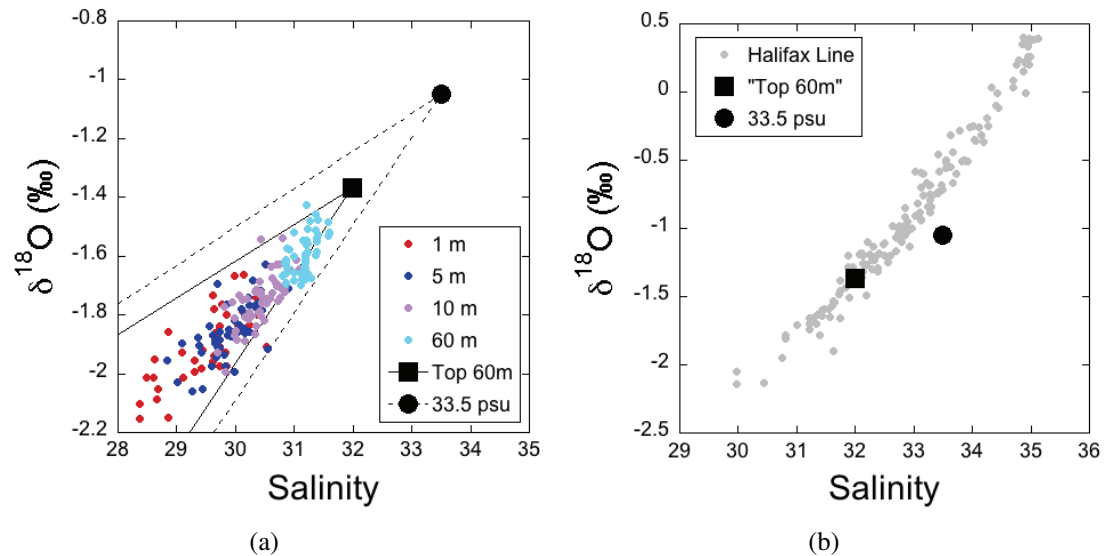 -0.8
-1
-1.2
-1.4
-1.6
-1.8
-2
-2.2
δ¹⁸O (‰)
28 29 30 31 32 33 34 35
Salinity
1 m
5 m
10 m
60 m
Top 60m
33.5 psu
(a)
0.5
0
-0.5
-1
-1.5
-2
-2.5
δ¹⁸O (‰)
29 30 31 32 33 34 35 36
Salinity
Halifax Line
"Top 60m"
33.5 psu
(b)